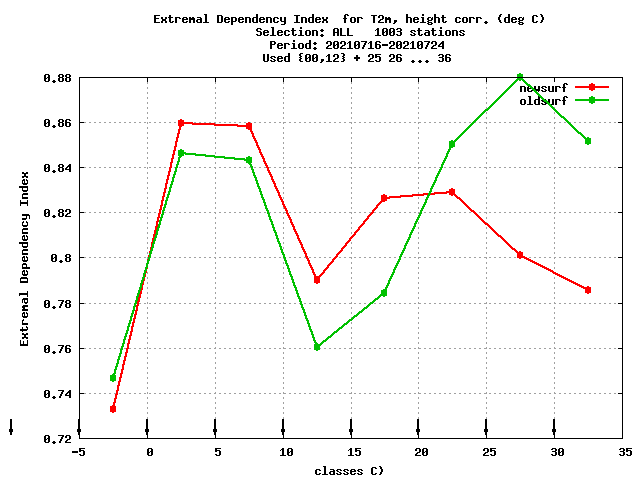 Extremal Dependency Index  for T2m, height corr. (deg C)
Selection: ALL   1003 stations
Period: 20210716-20210724
Used {00,12} + 25 26 ... 36
newsurf
oldsurf
0.88
0.86
0.84
0.82
0.8
0.78
0.76
0.74
0.72
Extremal Dependency Index
-5 0 5 10 15 20 25 30 35
classes C)